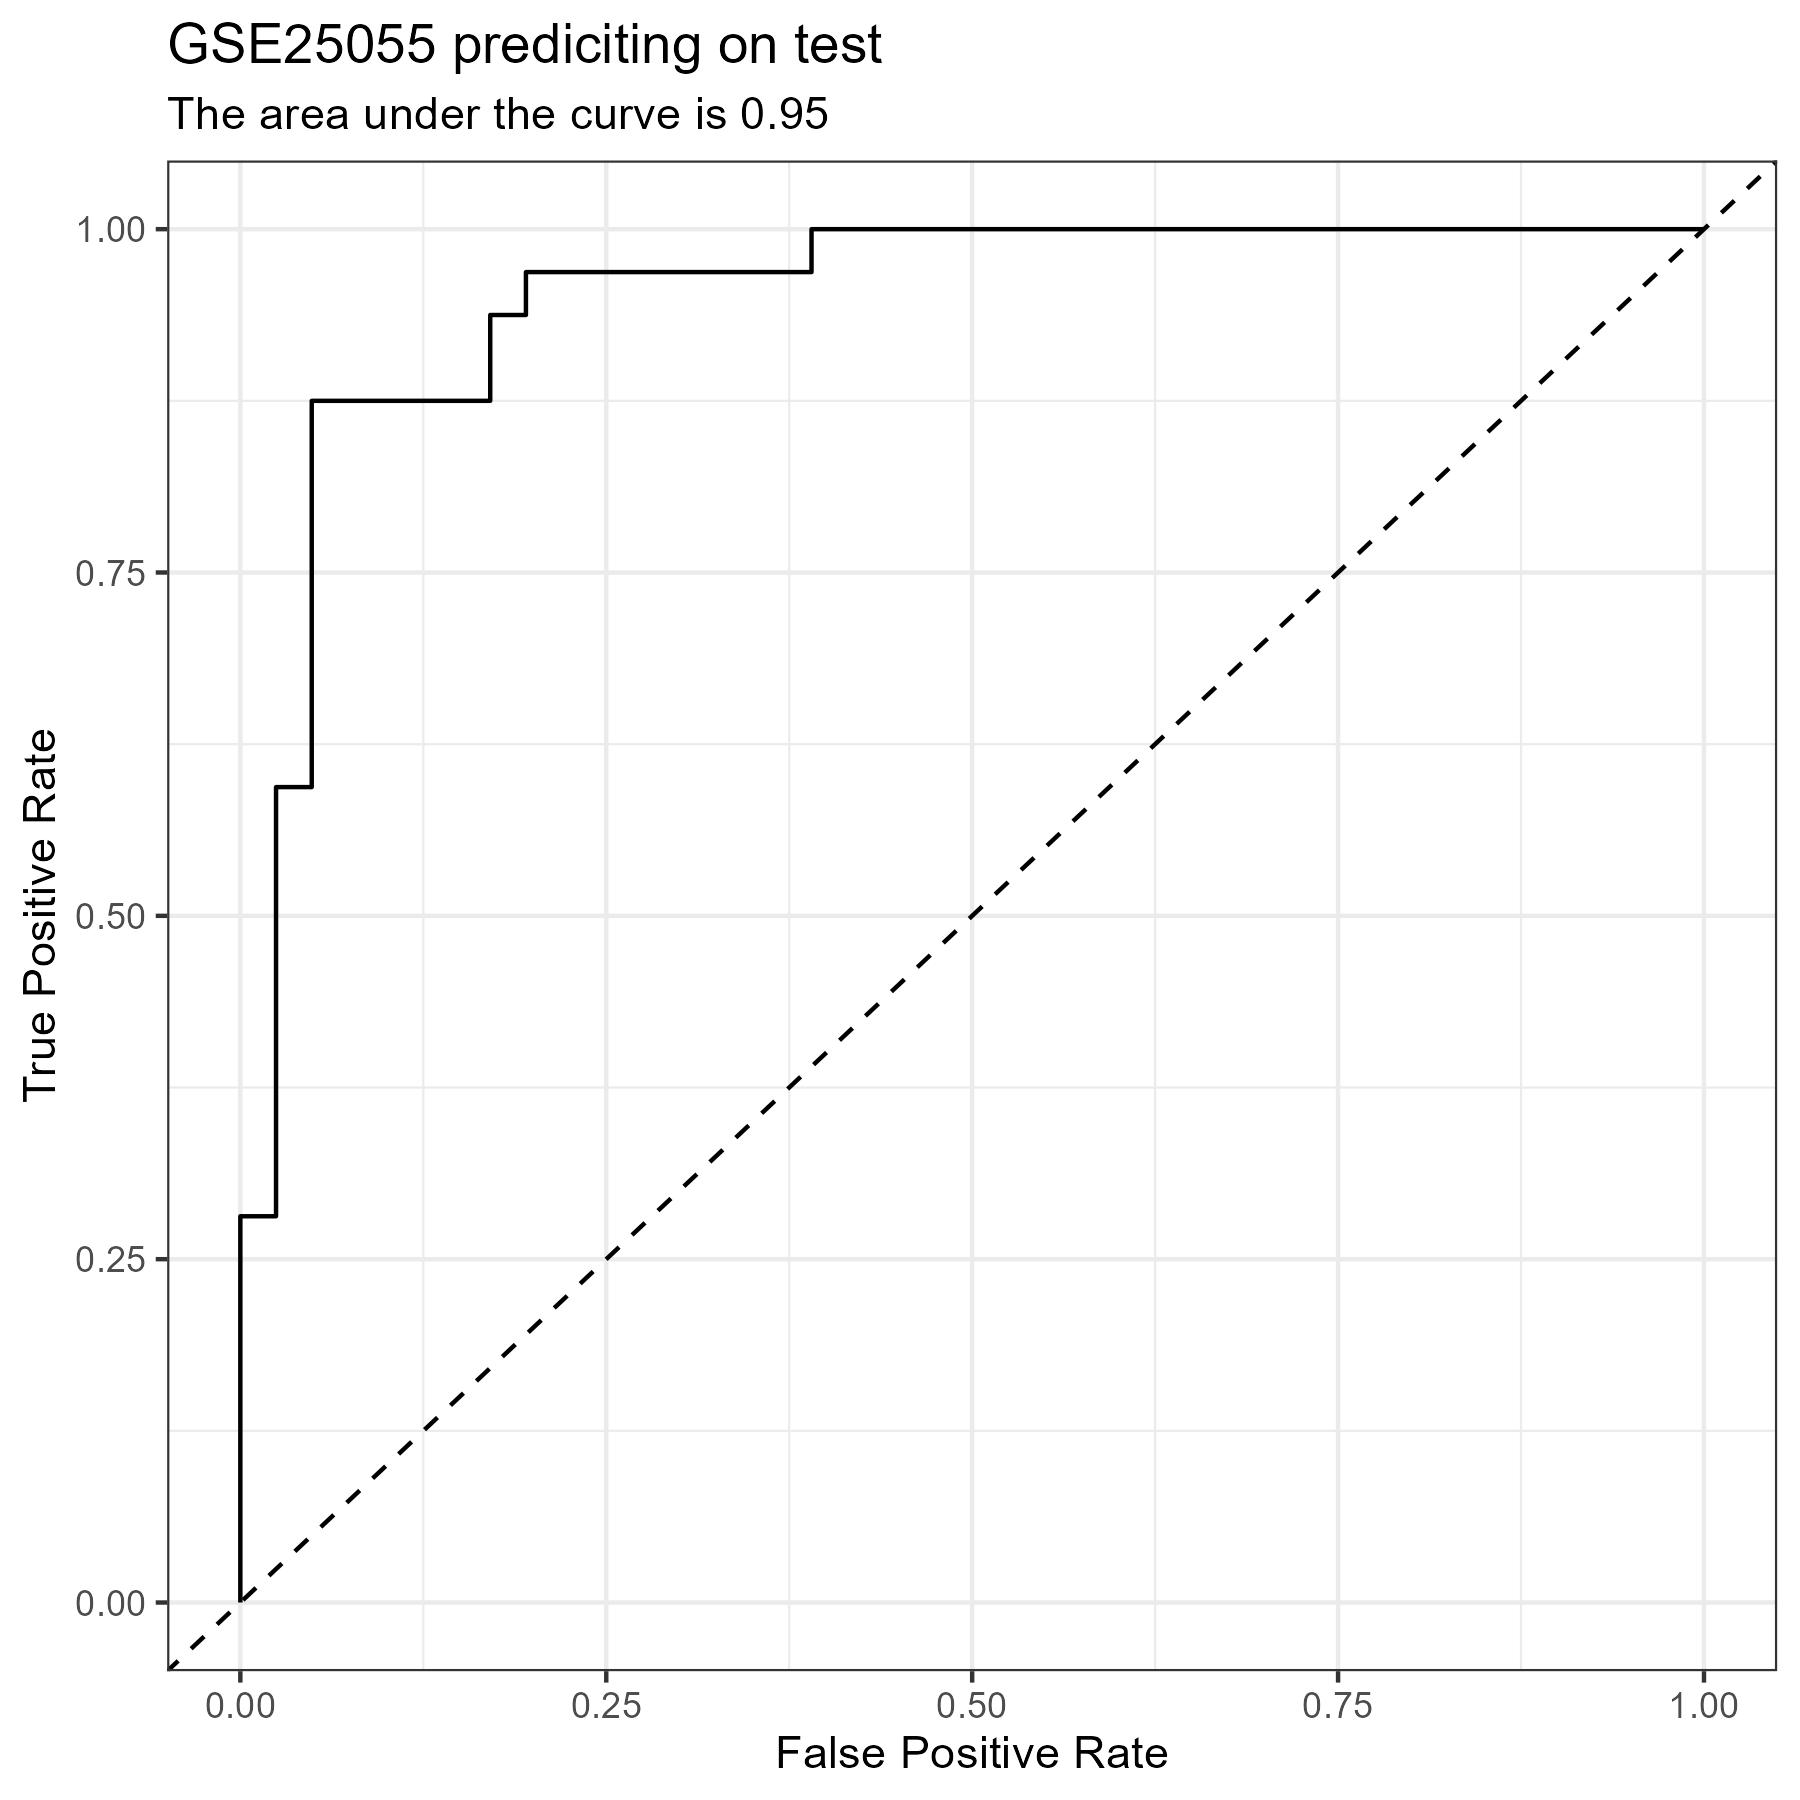 GSE25055 prediciting on test
The area under the curve is 0.95
True Positive Rate
1.00
0.75
0.50
0.25
0.00
0.00 0.25 0.50 0.75 1.00
False Positive Rate